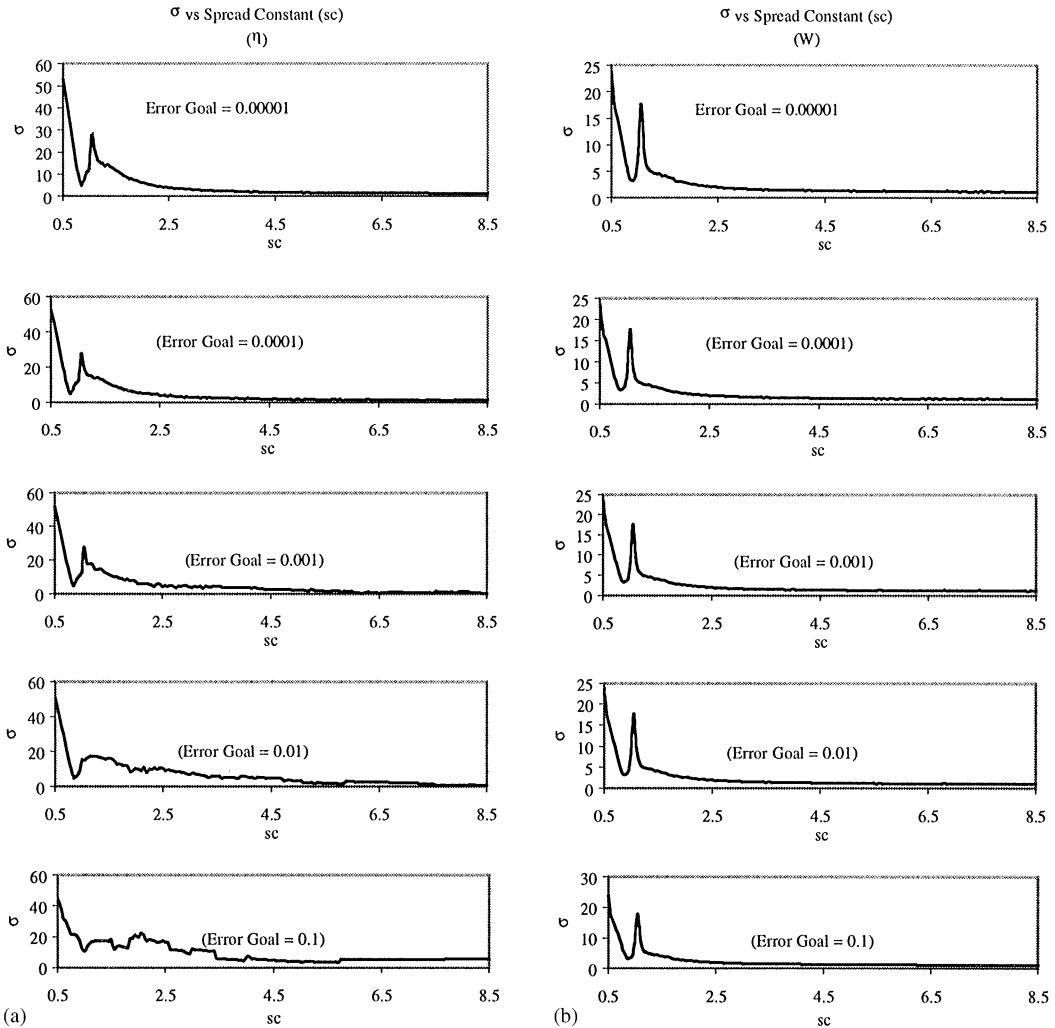 σ vs Spread Constant (sc)
(η)
60
50
40
30
20
10
0
σ
Error Goal = 0.00001
0.5 2.5 4.5 6.5 8.5
sc
60
40
20
0
σ
(Error Goal = 0.0001)
0.5 2.5 4.5 6.5 8.5
sc
60
40
20
0
σ
(Error Goal = 0.001)
0.5 2.5 4.5 6.5 8.5
sc
60
40
20
0
σ
(Error Goal = 0.01)
0.5 2.5 4.5 6.5 8.5
sc
60
40
20
0
σ
(Error Goal = 0.1)
0.5 2.5 4.5 6.5 8.5
sc
(a)
σ vs Spread Constant (sc)
(W)
25
20
15
10
5
0
σ
Error Goal = 0.00001
0.5 2.5 4.5 6.5 8.5
sc
25
20
15
10
5
0
σ
(Error Goal = 0.0001)
0.5 2.5 4.5 6.5 8.5
sc
25
20
15
10
5
0
σ
(Error Goal = 0.001)
0.5 2.5 4.5 6.5 8.5
sc
25
20
15
10
5
0
σ
(Error Goal = 0.01)
0.5 2.5 4.5 6.5 8.5
sc
30
20
10
0
σ
(Error Goal = 0.1)
0.5 2.5 4.5 6.5 8.5
sc
(b)